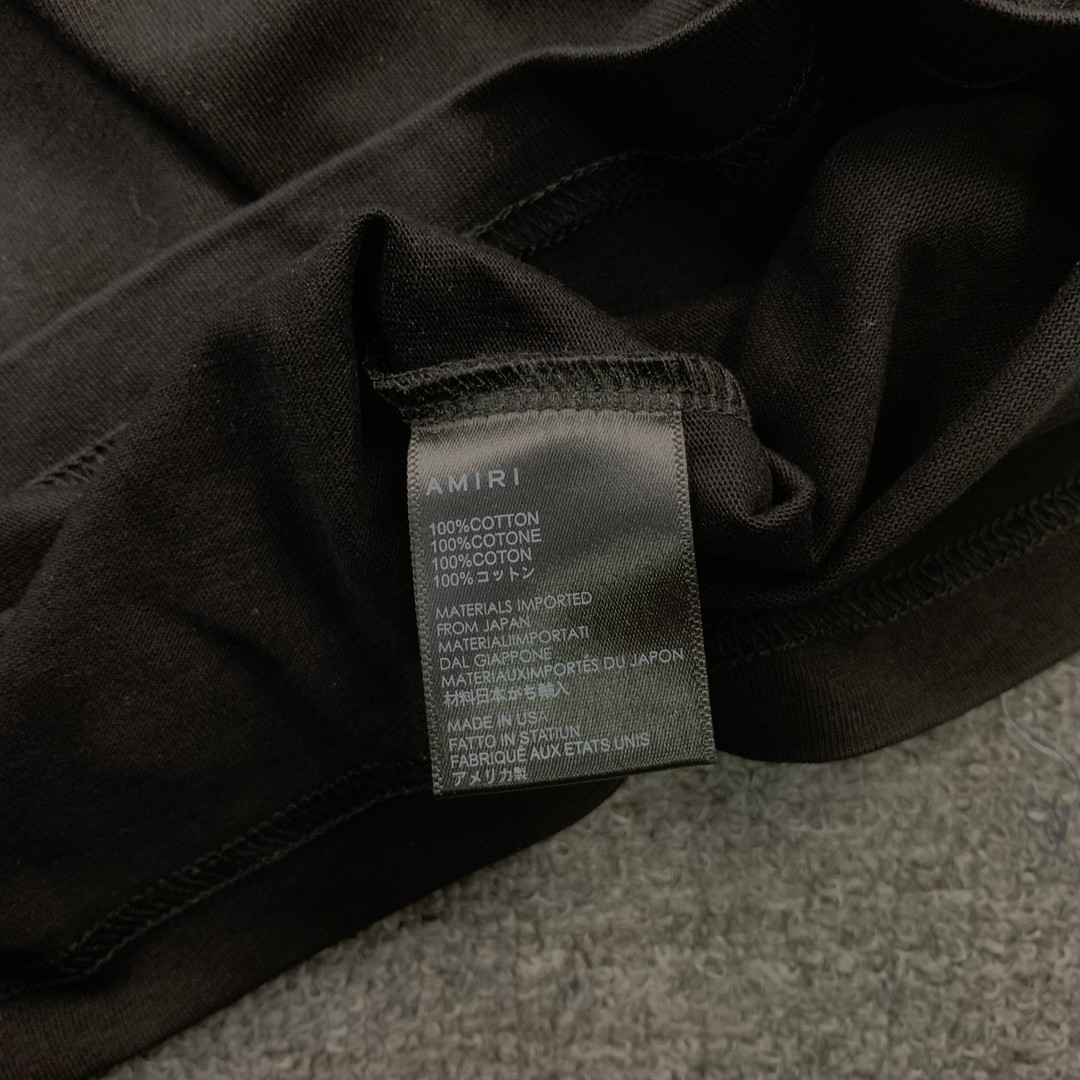 AMIRI
100%COTTON
100%COTONE
100%COTON
100%コットン
MATERIALS IMPORTED
FROM JAPAN
MATERIALIIMPORTATI
DAL GIAPPONE
MATERIAUXIMPORTÉS DU JAPON
材料日本から輸入
MADE IN USA
FATTO IN STATIUN
FABRIQUE AUX ETATS UNIS
アメリカ製